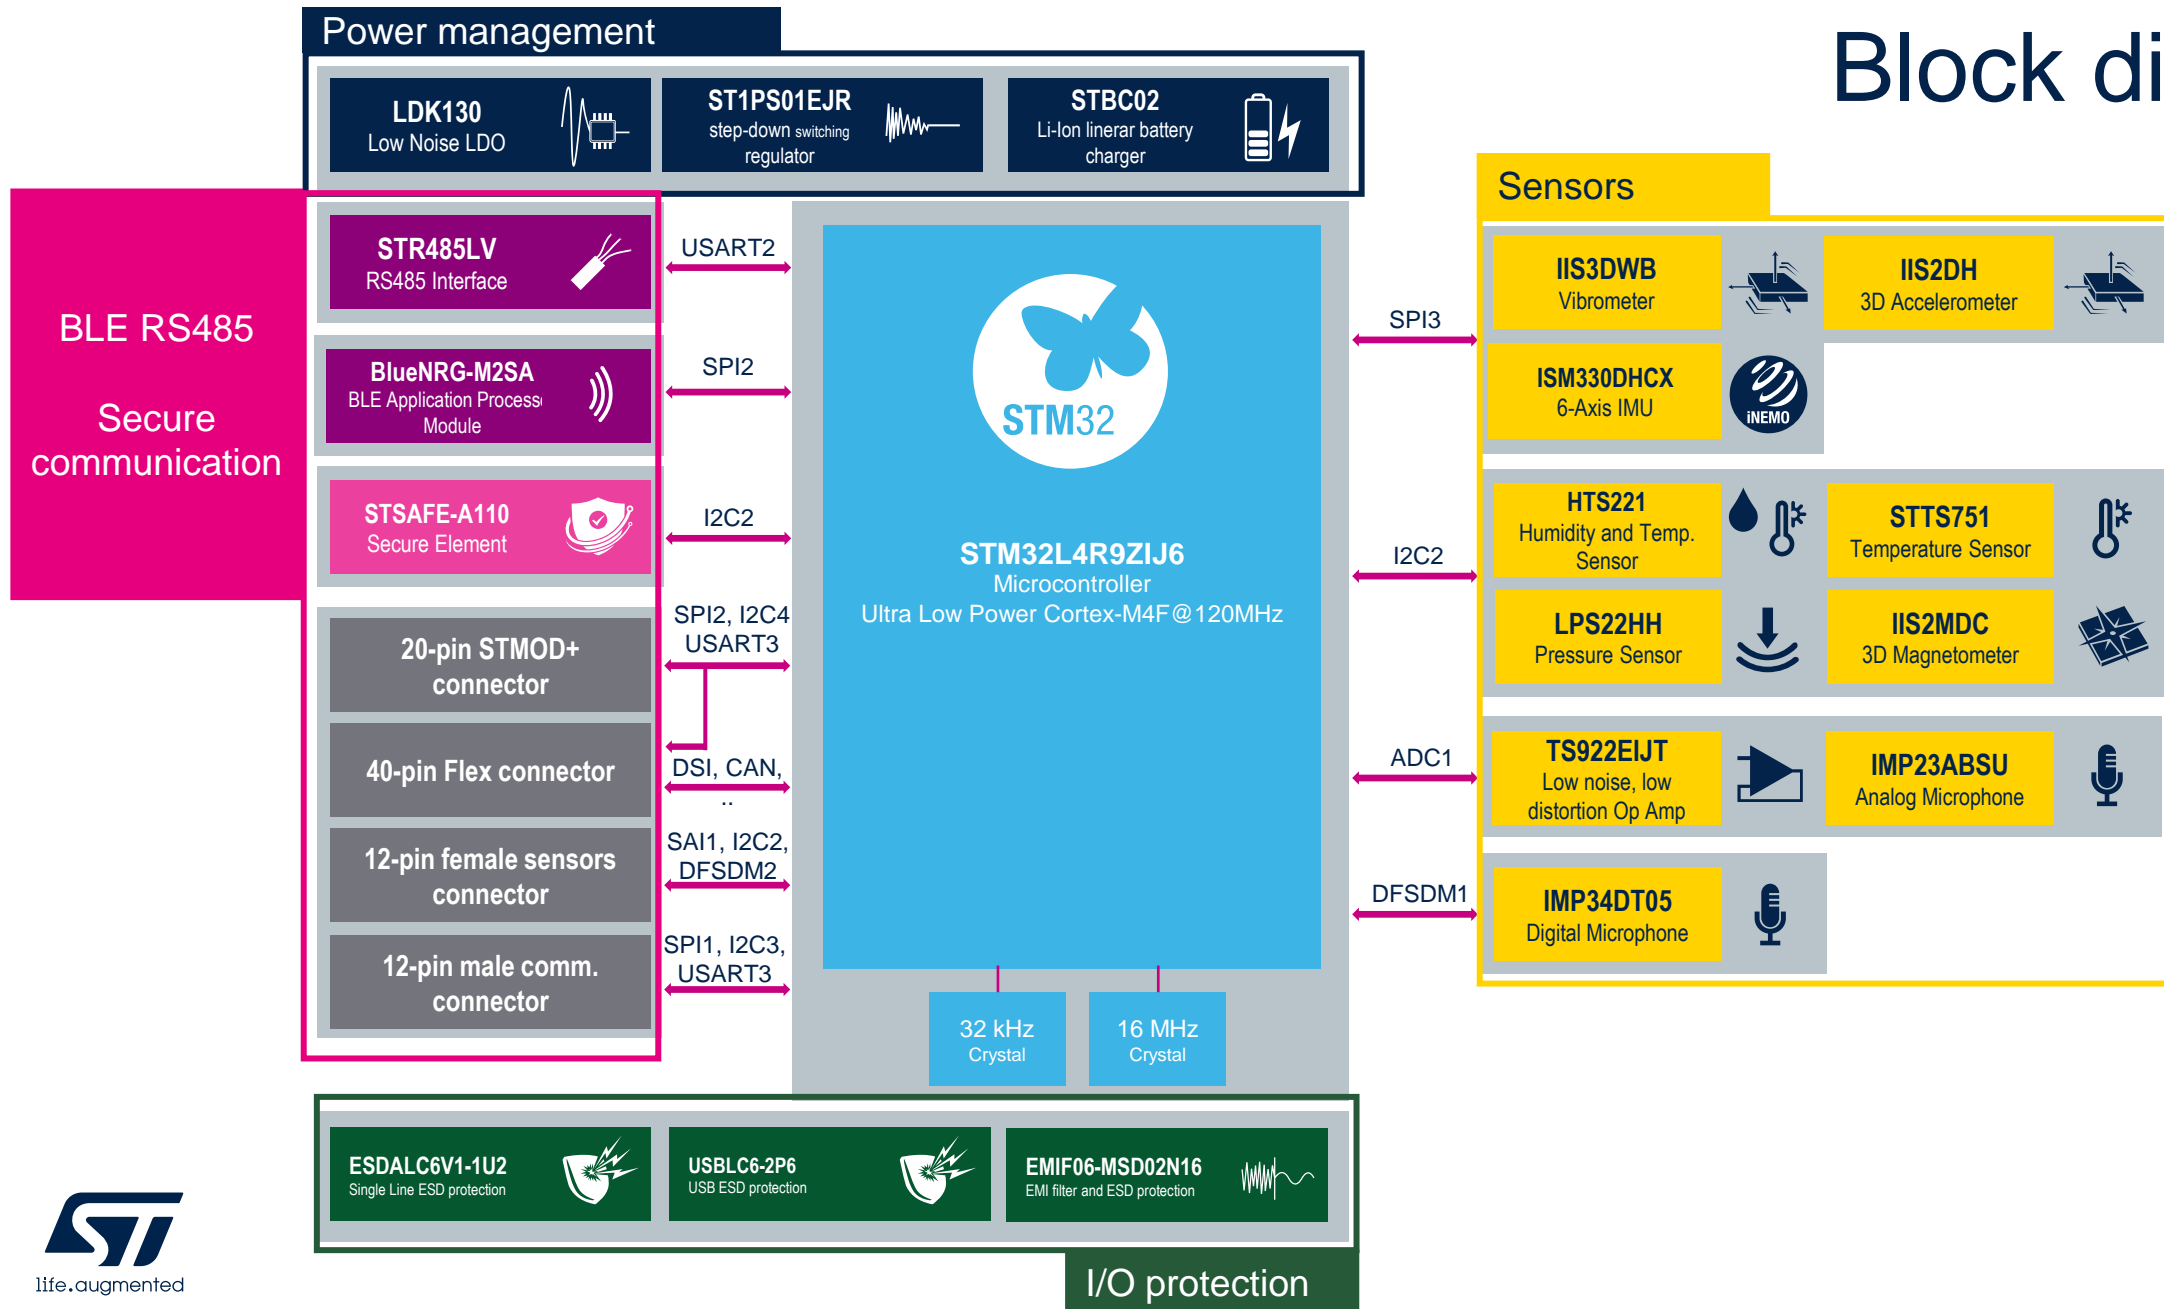 Power management
Block di
LDK130
Low Noise LDO
ST1PS01EJR
step-down switching
regulator
STBC02
Li-Ion linerar battery
charger
BLE RS485
Secure
communication
STR485LV
RS485 Interface
USART2
BlueNRG-M2SA
BLE Application Process
Module
SPI2
STSAFE-A110
Secure Element
I2C2
20-pin STMOD+
connector
SPI2, I2C4
USART3
40-pin Flex connector
DSI, CAN,
..
12-pin female sensors
connector
SAI1, I2C2,
DFSDM2
12-pin male comm.
connector
SPI1, I2C3,
USART3
STM32
STM32L4R9ZIJ6
Microcontroller
Ultra Low Power Cortex-M4F@120MHz
32 kHz
Crystal
16 MHz
Crystal
Sensors
SPI3
IIS3DWB
Vibrometer
IIS2DH
3D Accelerometer
ISM330DHCX
6-Axis IMU
iNEMO
I2C2
HTS221
Humidity and Temp.
Sensor
STTS751
Temperature Sensor
LPS22HH
Pressure Sensor
IIS2MDC
3D Magnetometer
ADC1
TS922EIJT
Low noise, low
distortion Op Amp
IMP23ABSU
Analog Microphone
DFSDM1
IMP34DT05
Digital Microphone
ESDALC6V1-1U2
Single Line ESD protection
USBLC6-2P6
USB ESD protection
EMIF06-MSD02N16
EMI filter and ESD protection
I/O protection
ST
life.augmented